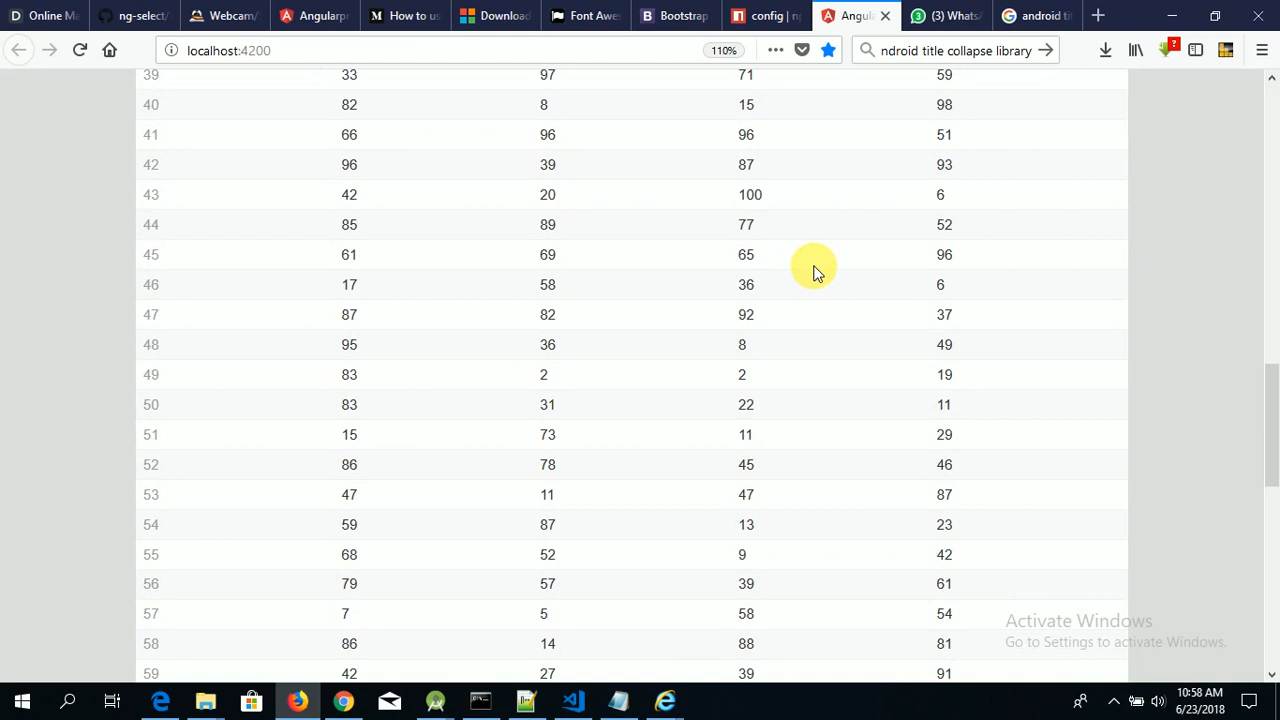 Online Ma
ng-select/
Webcam/
Angularpr
How to us
Download
Font Awe
Bootstrap
config | n
Angula
(3) Whats
android tit
localhost:4200
110%
ndroid title collapse library
39 33 97 71 59
40 82 8 15 98
41 66 96 96 51
42 96 39 87 93
43 42 20 100 6
44 85 89 77 52
45 61 69 65 96
46 17 58 36 6
47 87 82 92 37
48 95 36 8 49
49 83 2 2 19
50 83 31 22 11
51 15 73 11 29
52 86 78 45 46
53 47 11 47 87
54 59 87 13 23
55 68 52 9 42
56 79 57 39 61
57 7 5 58 54
58 86 14 88 81
59 42 27 39 91
Activate Windows
Go to Settings to activate Windows.
10:58 AM
6/23/2018